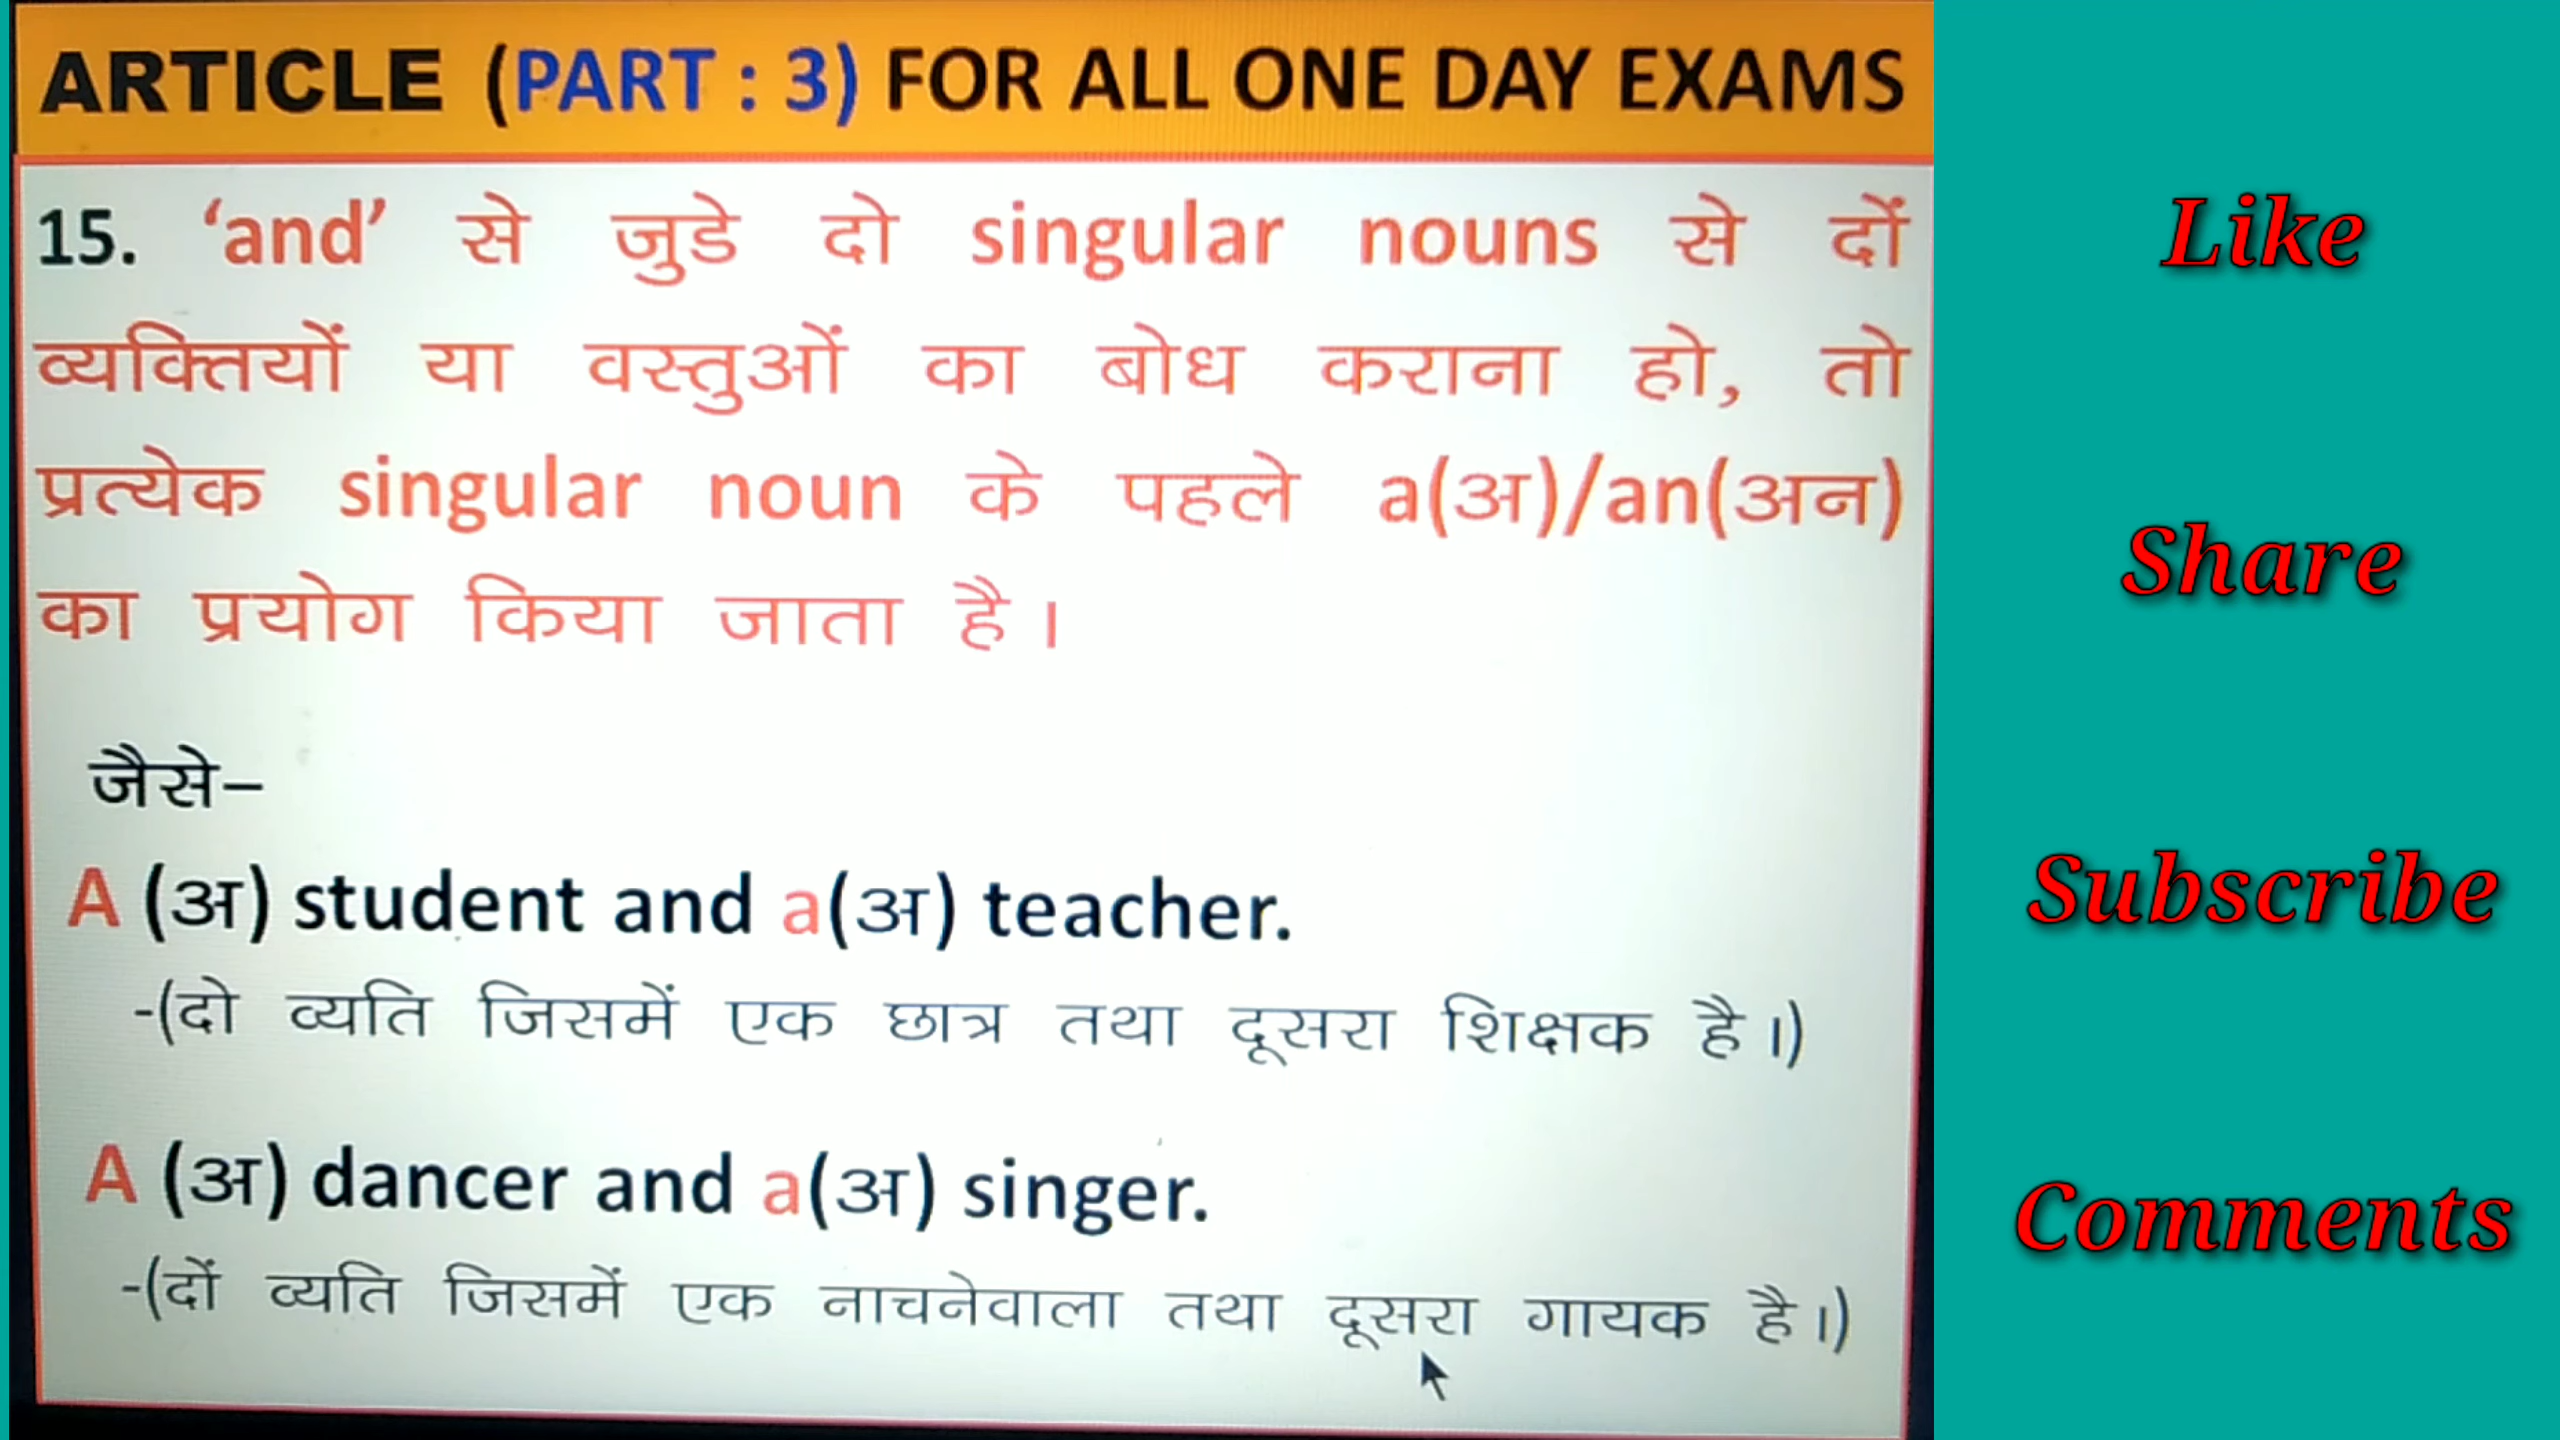 ARTICLE (PART : 3) FOR ALL ONE DAY EXAMS
15. ‘and’ से जुडे दो singular nouns से दों
व्यक्तियों या वस्तुओं का बोध कराना हो, तो
प्रत्येक singular noun के पहले a(अ)/an(अन)
का प्रयोग किया जाता है।
जैसे–
A (अ) student and a(अ) teacher.
-(दो व्यति जिसमें एक छात्र तथा दूसरा शिक्षक है।)
A (अ) dancer and a(अ) singer.
-(दों व्यति जिसमें एक नाचनेवाला तथा दूसरा गायक है।)
Like
Share
Subscribe
Comments